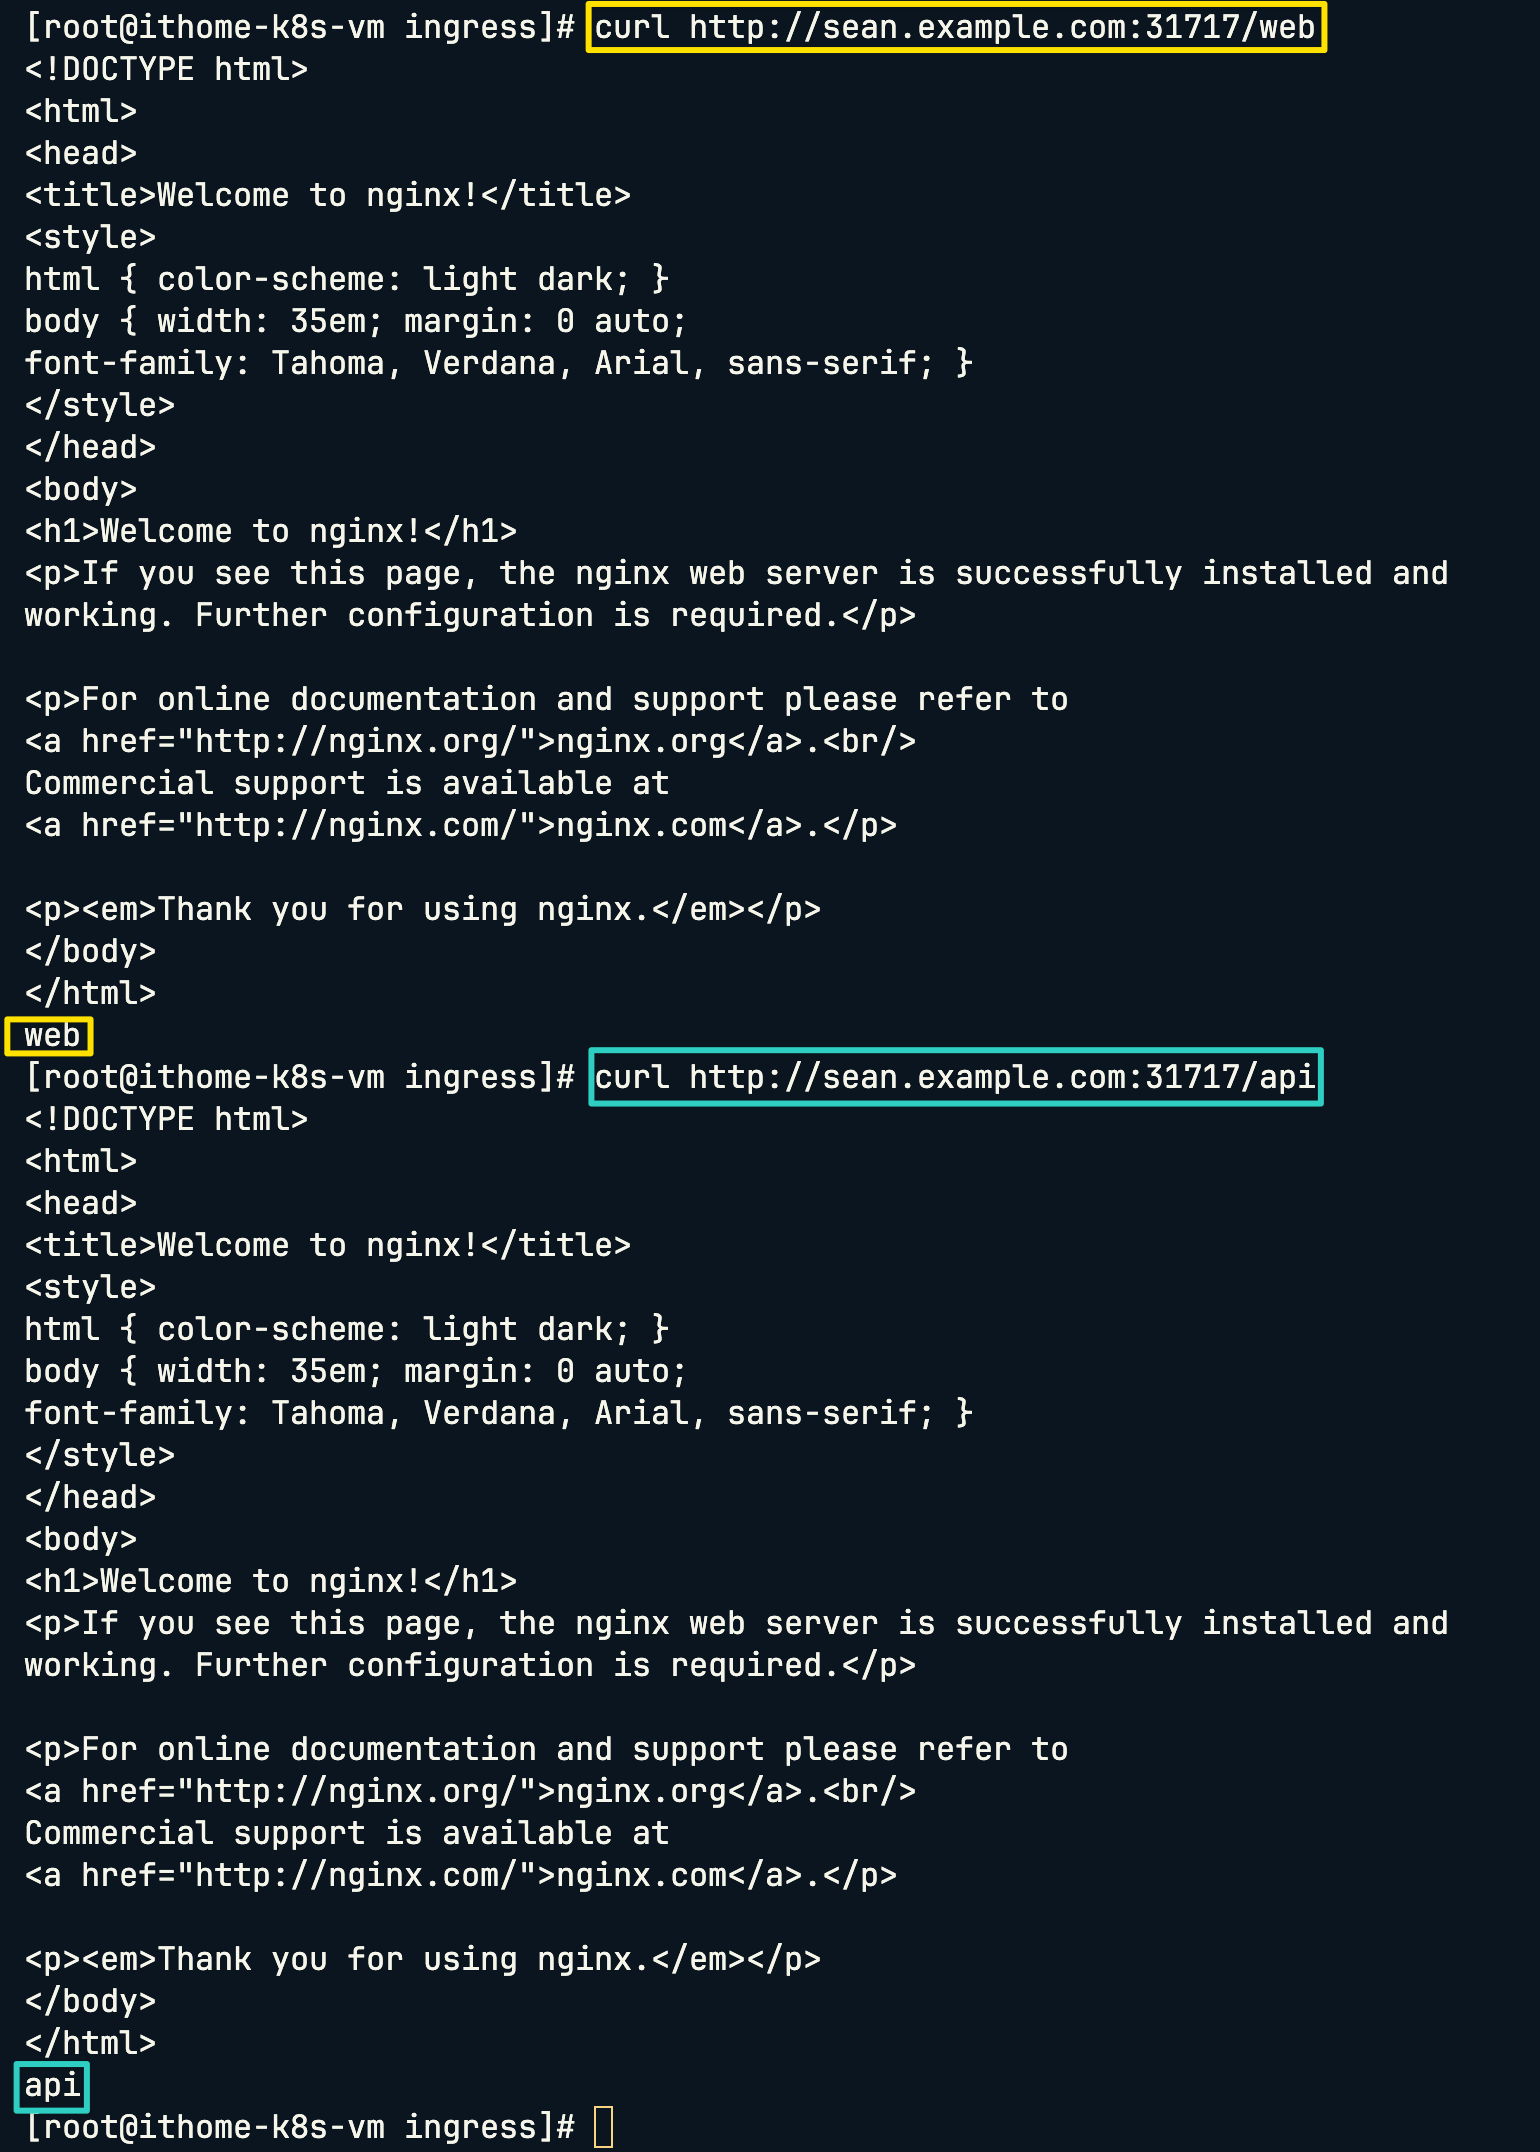 [root@ithome-k8s-vm ingress]# curl http://sean.example.com:31717/web
<!DOCTYPE html>
<html>
<head>
<title>Welcome to nginx!</title>
<style>
html { color-scheme: light dark; }
body { width: 35em; margin: 0 auto;
font-family: Tahoma, Verdana, Arial, sans-serif; }
</style>
</head>
<body>
<h1>Welcome to nginx!</h1>
<p>If you see this page, the nginx web server is successfully installed and
working. Further configuration is required.</p>

<p>For online documentation and support please refer to
<a href="http://nginx.org/">nginx.org</a>.<br/>
Commercial support is available at
<a href="http://nginx.com/">nginx.com</a>.</p>

<p><em>Thank you for using nginx.</em></p>
</body>
</html>
web
[root@ithome-k8s-vm ingress]# curl http://sean.example.com:31717/api
<!DOCTYPE html>
<html>
<head>
<title>Welcome to nginx!</title>
<style>
html { color-scheme: light dark; }
body { width: 35em; margin: 0 auto;
font-family: Tahoma, Verdana, Arial, sans-serif; }
</style>
</head>
<body>
<h1>Welcome to nginx!</h1>
<p>If you see this page, the nginx web server is successfully installed and
working. Further configuration is required.</p>

<p>For online documentation and support please refer to
<a href="http://nginx.org/">nginx.org</a>.<br/>
Commercial support is available at
<a href="http://nginx.com/">nginx.com</a>.</p>

<p><em>Thank you for using nginx.</em></p>
</body>
</html>
api
[root@ithome-k8s-vm ingress]#